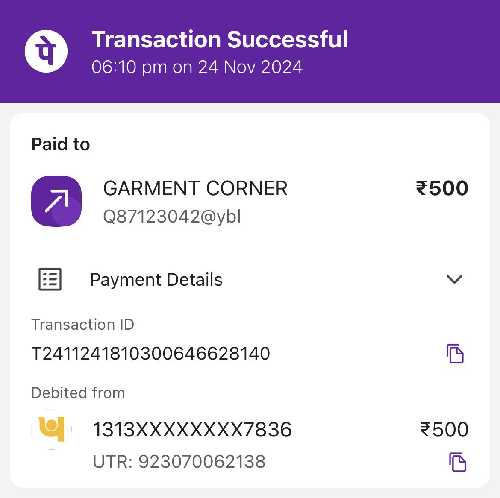 पे
Transaction Successful
06:10 pm on 24 Nov 2024
Paid to
GARMENT CORNER ₹500
Q87123042@ybl
Payment Details
Transaction ID
T2411241810300646628140
Debited from
1313XXXXXXXX7836 ₹500
UTR: 923070062138